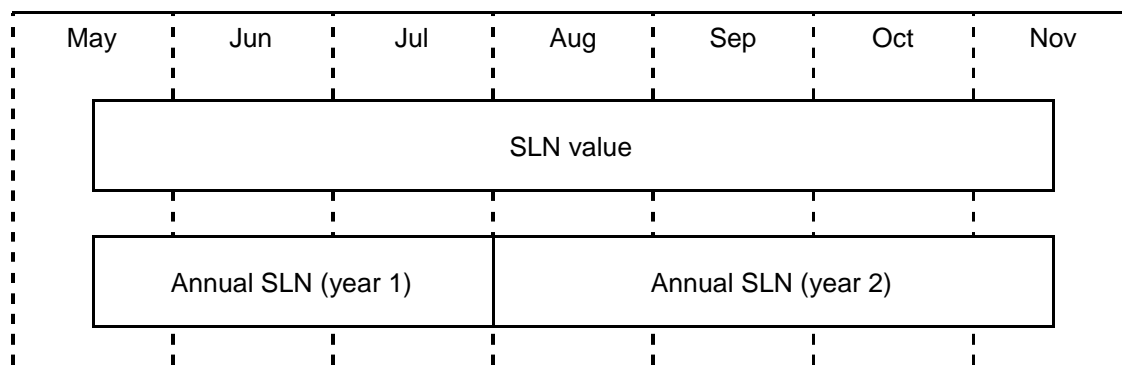 May Jun Jul Aug Sep Oct Nov
SLN value
Annual SLN (year 1) Annual SLN (year 2)